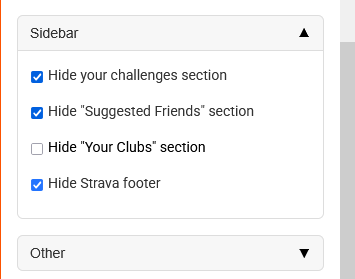 Sidebar
Hide your challenges section
Hide "Suggested Friends" section
Hide "Your Clubs" section
Hide Strava footer
Other